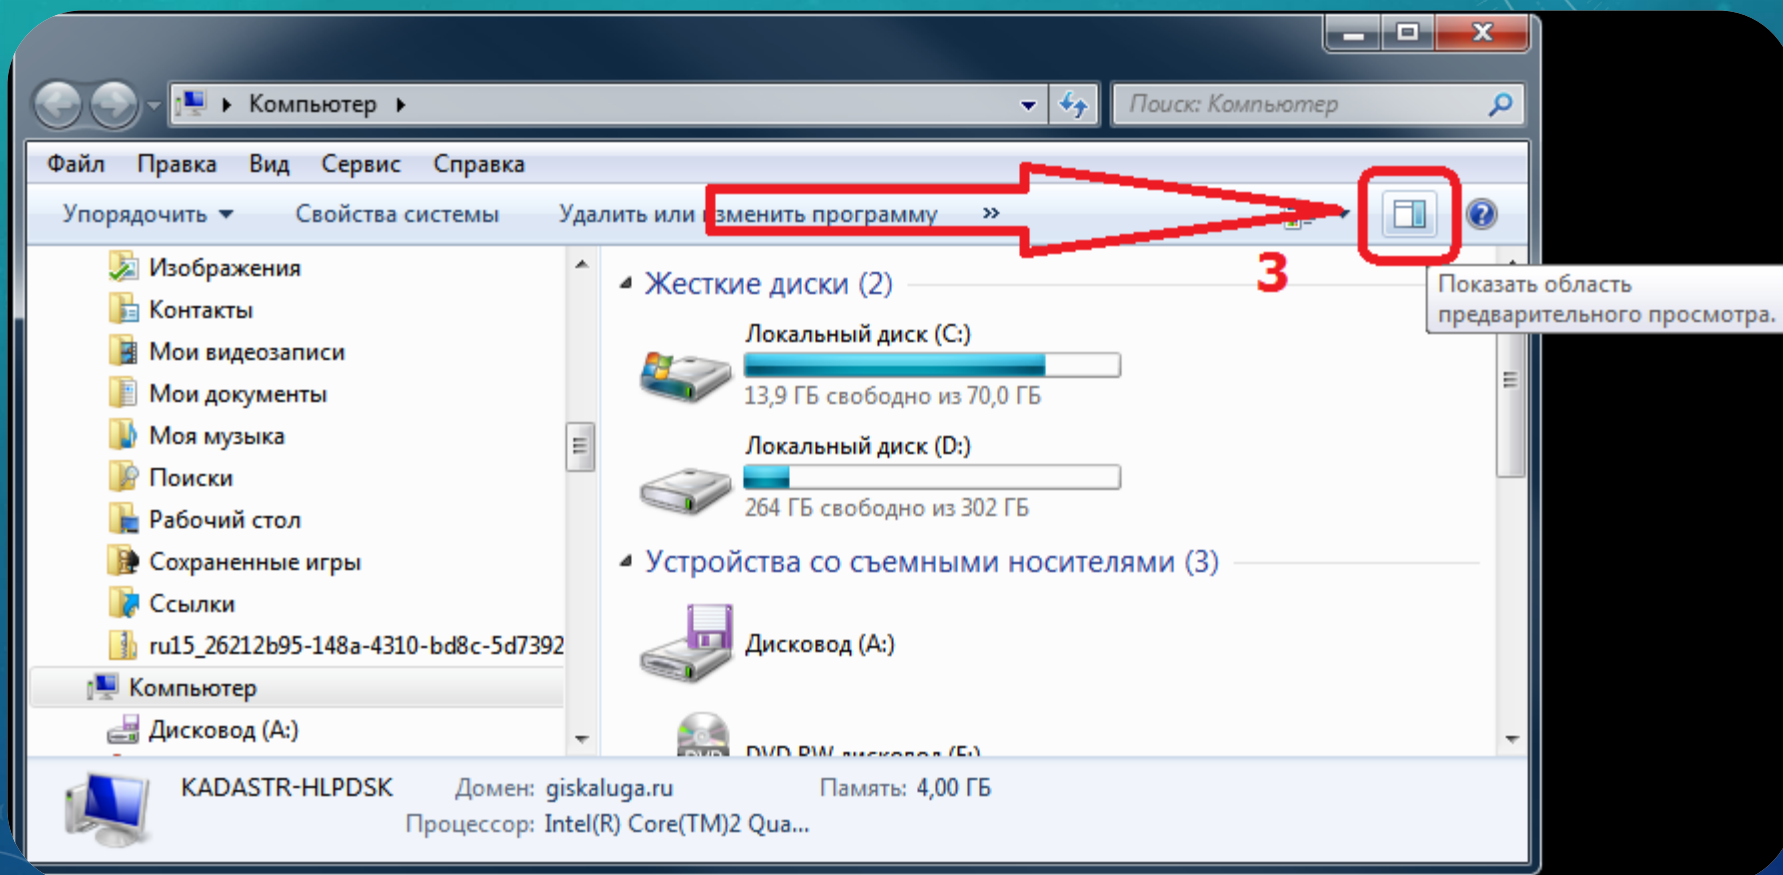 Компьютер
Поиск: Компьютер
Файл Правка Вид Сервис Справка
Упорядочить Свойства системы Удалить или изменить программу »
3
Показать область
предварительного просмотра.
Изображения
Контакты
Мои видеозаписи
Мои документы
Моя музыка
Поиски
Рабочий стол
Сохраненные игры
Ссылки
ru15_26212b95-148a-4310-bd8c-5d7392
Компьютер
Дисковод (A:)
Жесткие диски (2)
Локальный диск (C:)
13,9 ГБ свободно из 70,0 ГБ
Локальный диск (D:)
264 ГБ свободно из 302 ГБ
Устройства со съемными носителями (3)
Дисковод (A:)
DVD RW дисковод (E:)
KADASTR-HLPDSK Домен: giskaluga.ru Память: 4,00 ГБ
Процессор: Intel(R) Core(TM)2 Qua...